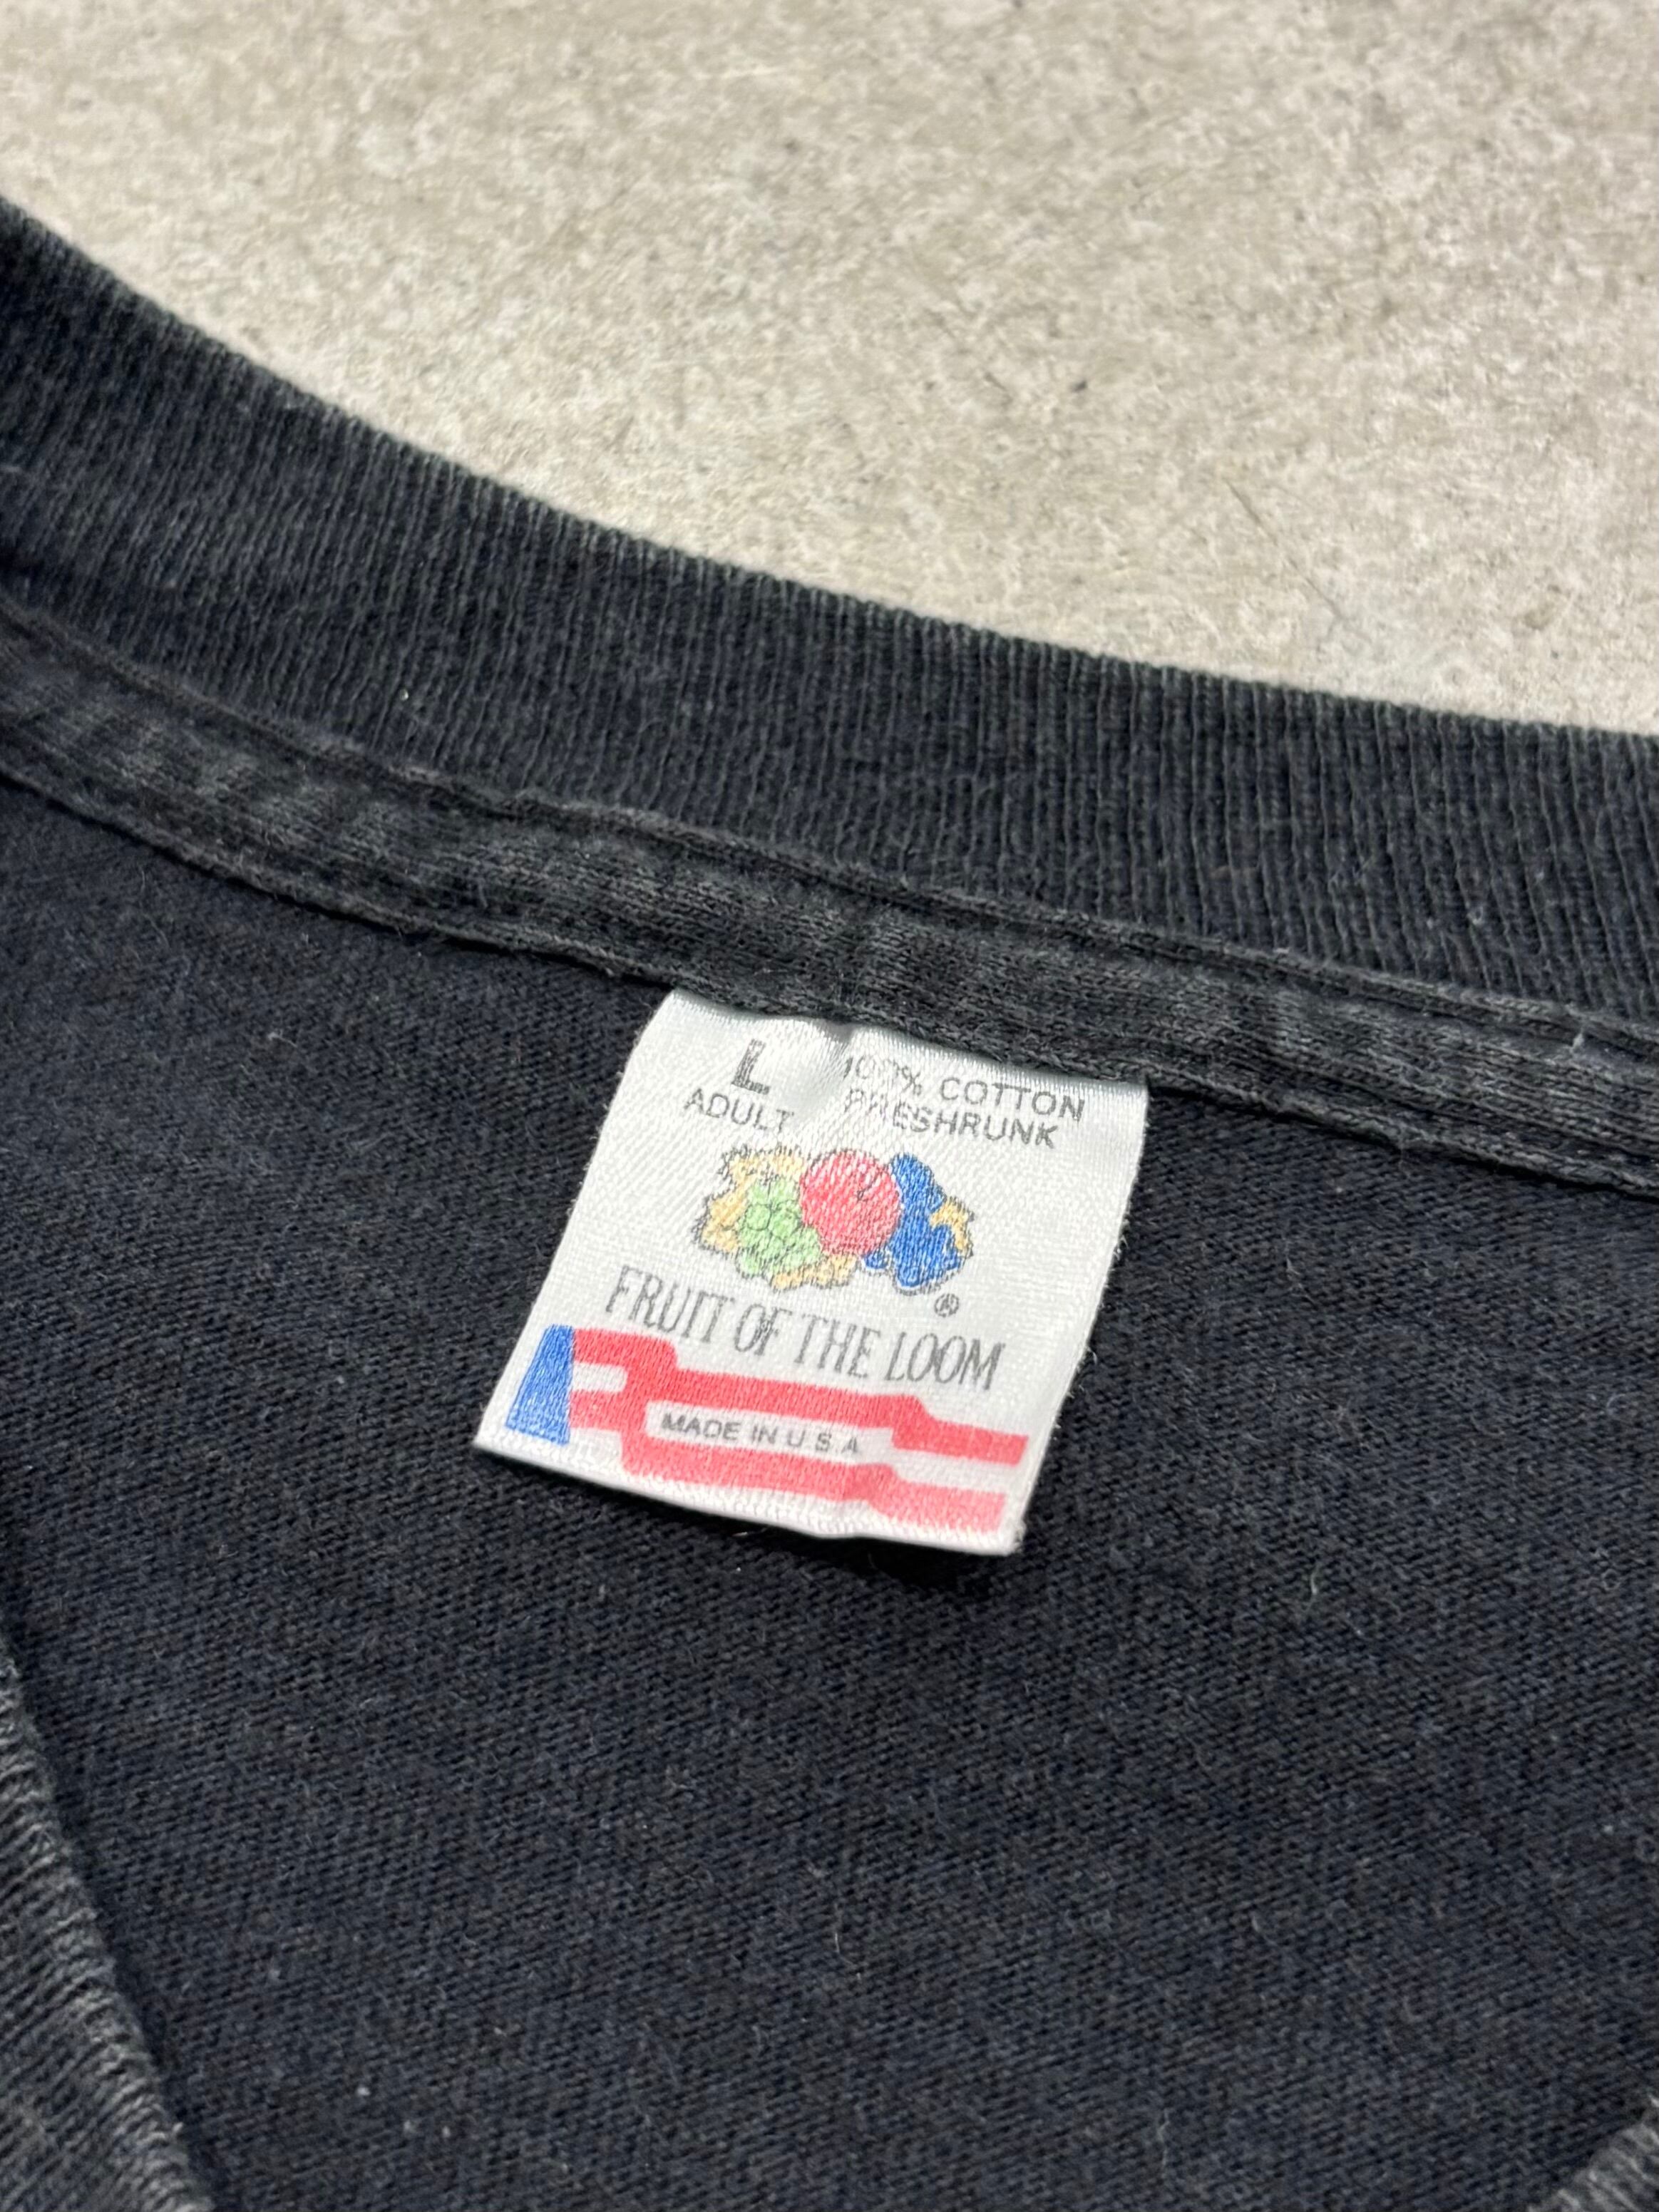 L
ADULT
100% COTTON
PRESHRUNK
®
FRUIT OF THE LOOM
MADE IN U S A